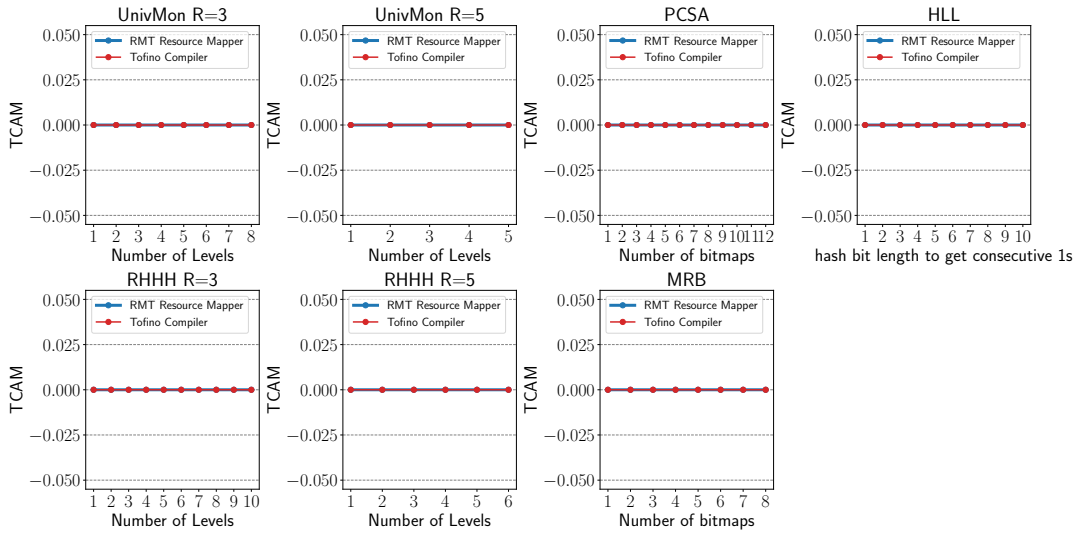 UnivMon R=3
0.050
0.025
0.000
−0.025
−0.050
TCAM
RMT Resource Mapper
Tofino Compiler
1 2 3 4 5 6 7 8
Number of Levels
UnivMon R=5
0.050
0.025
0.000
−0.025
−0.050
TCAM
RMT Resource Mapper
Tofino Compiler
1 2 3 4 5
Number of Levels
PCSA
0.050
0.025
0.000
−0.025
−0.050
TCAM
RMT Resource Mapper
Tofino Compiler
1 2 3 4 5 6 7 8 9 10 11 12
Number of bitmaps
HLL
0.050
0.025
0.000
−0.025
−0.050
TCAM
RMT Resource Mapper
Tofino Compiler
1 2 3 4 5 6 7 8 9 10
hash bit length to get consecutive 1s
RHHH R=3
0.050
0.025
0.000
−0.025
−0.050
TCAM
RMT Resource Mapper
Tofino Compiler
1 2 3 4 5 6 7 8 9 10
Number of Levels
RHHH R=5
0.050
0.025
0.000
−0.025
−0.050
TCAM
RMT Resource Mapper
Tofino Compiler
1 2 3 4 5 6
Number of Levels
MRB
0.050
0.025
0.000
−0.025
−0.050
TCAM
RMT Resource Mapper
Tofino Compiler
1 2 3 4 5 6 7 8
Number of bitmaps